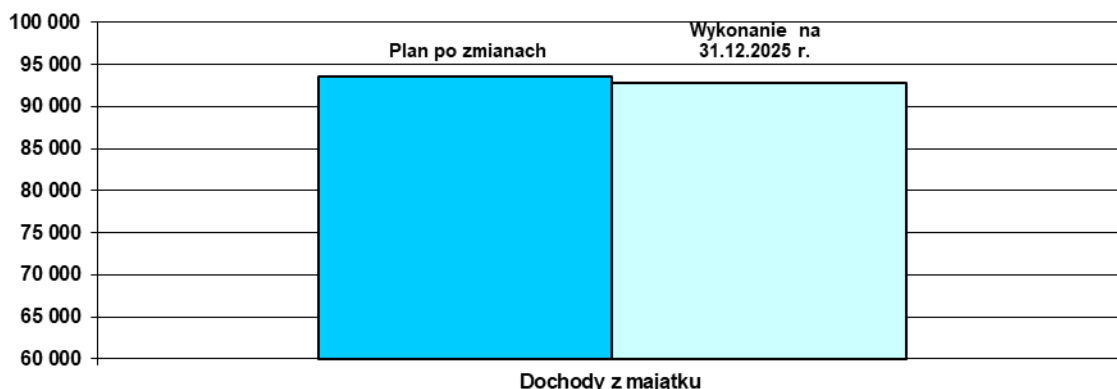 100 000
95 000
90 000
85 000
80 000
75 000
70 000
65 000
60 000
Plan po zmianach
Wykonanie na
31.12.2025 r.
Dochody z majątku